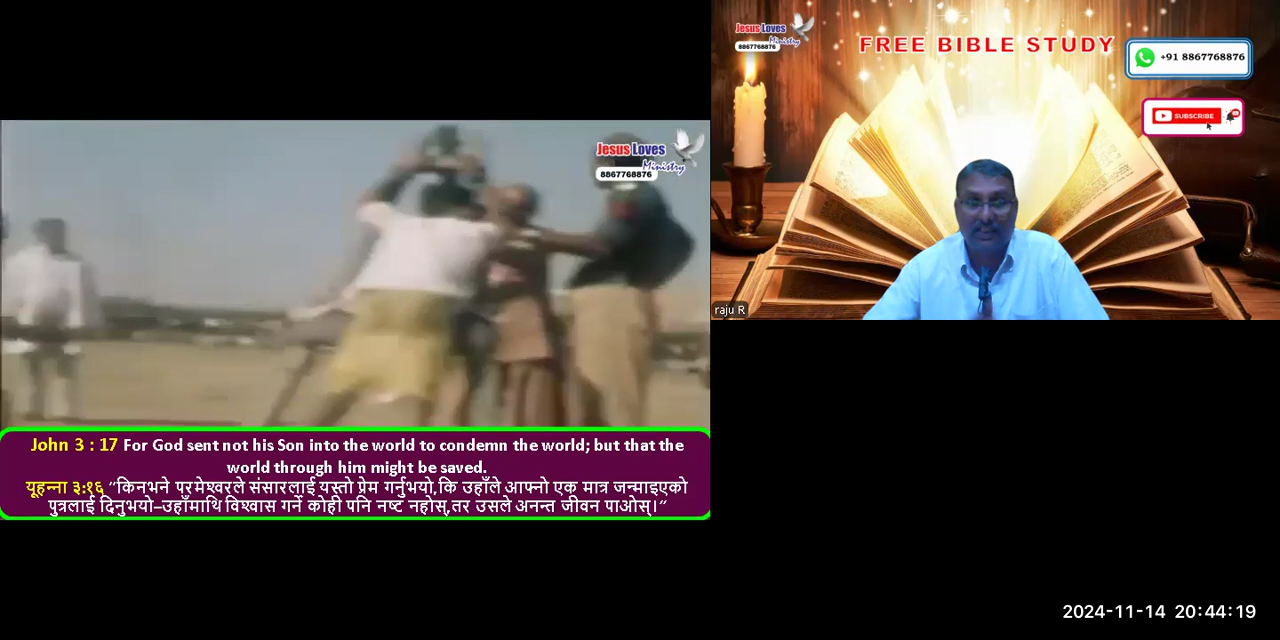 Jesus Loves
Ministry
8867768876
John 3 : 17 For God sent not his Son into the world to condemn the world; but that the
world through him might be saved.
यूहन्ना ३:१६ “किनभने परमेश्वरले संसारलाई यस्तो प्रेम गर्नुभयो,कि उहाँले आफ्नो एक मात्र जन्माइएको
पुत्रलाई दिनुभयो–उहाँमाथि विश्वास गर्ने कोही पनि नष्ट नहोस्,तर उसले अनन्त जीवन पाओस्।”
Jesus Loves
Ministry
8867768876
FREE BIBLE STUDY
+91 8867768876
SUBSCRIBE
raju R
2024-11-14 20:44:19